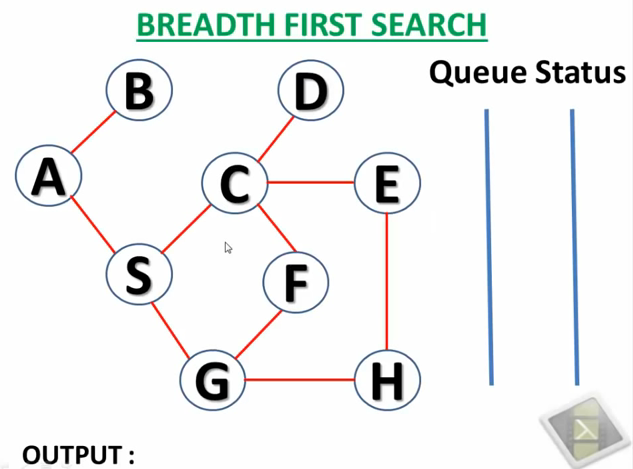 BREADTH FIRST SEARCH
Queue Status
B
D
A
C
E
S
F
G
H
OUTPUT :